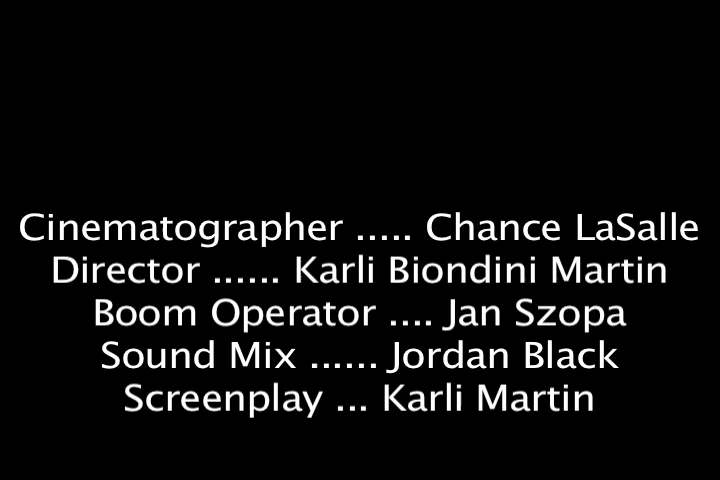 Cinematographer ..... Chance LaSalle
Director ...... Karli Biondini Martin
Boom Operator .... Jan Szopa
Sound Mix ...... Jordan Black
Screenplay ... Karli Martin